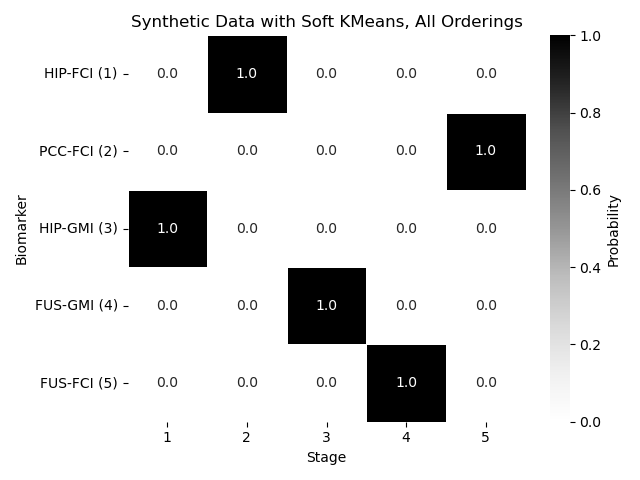 Synthetic Data with Soft KMeans, All Orderings
HIP-FCI (1) 0.0 1.0 0.0 0.0 0.0
PCC-FCI (2) 0.0 0.0 0.0 0.0 1.0
HIP-GMI (3) 1.0 0.0 0.0 0.0 0.0
FUS-GMI (4) 0.0 0.0 1.0 0.0 0.0
FUS-FCI (5) 0.0 0.0 0.0 1.0 0.0
1 2 3 4 5
Stage
Biomarker
1.0
0.8
0.6
0.4
0.2
0.0
Probability